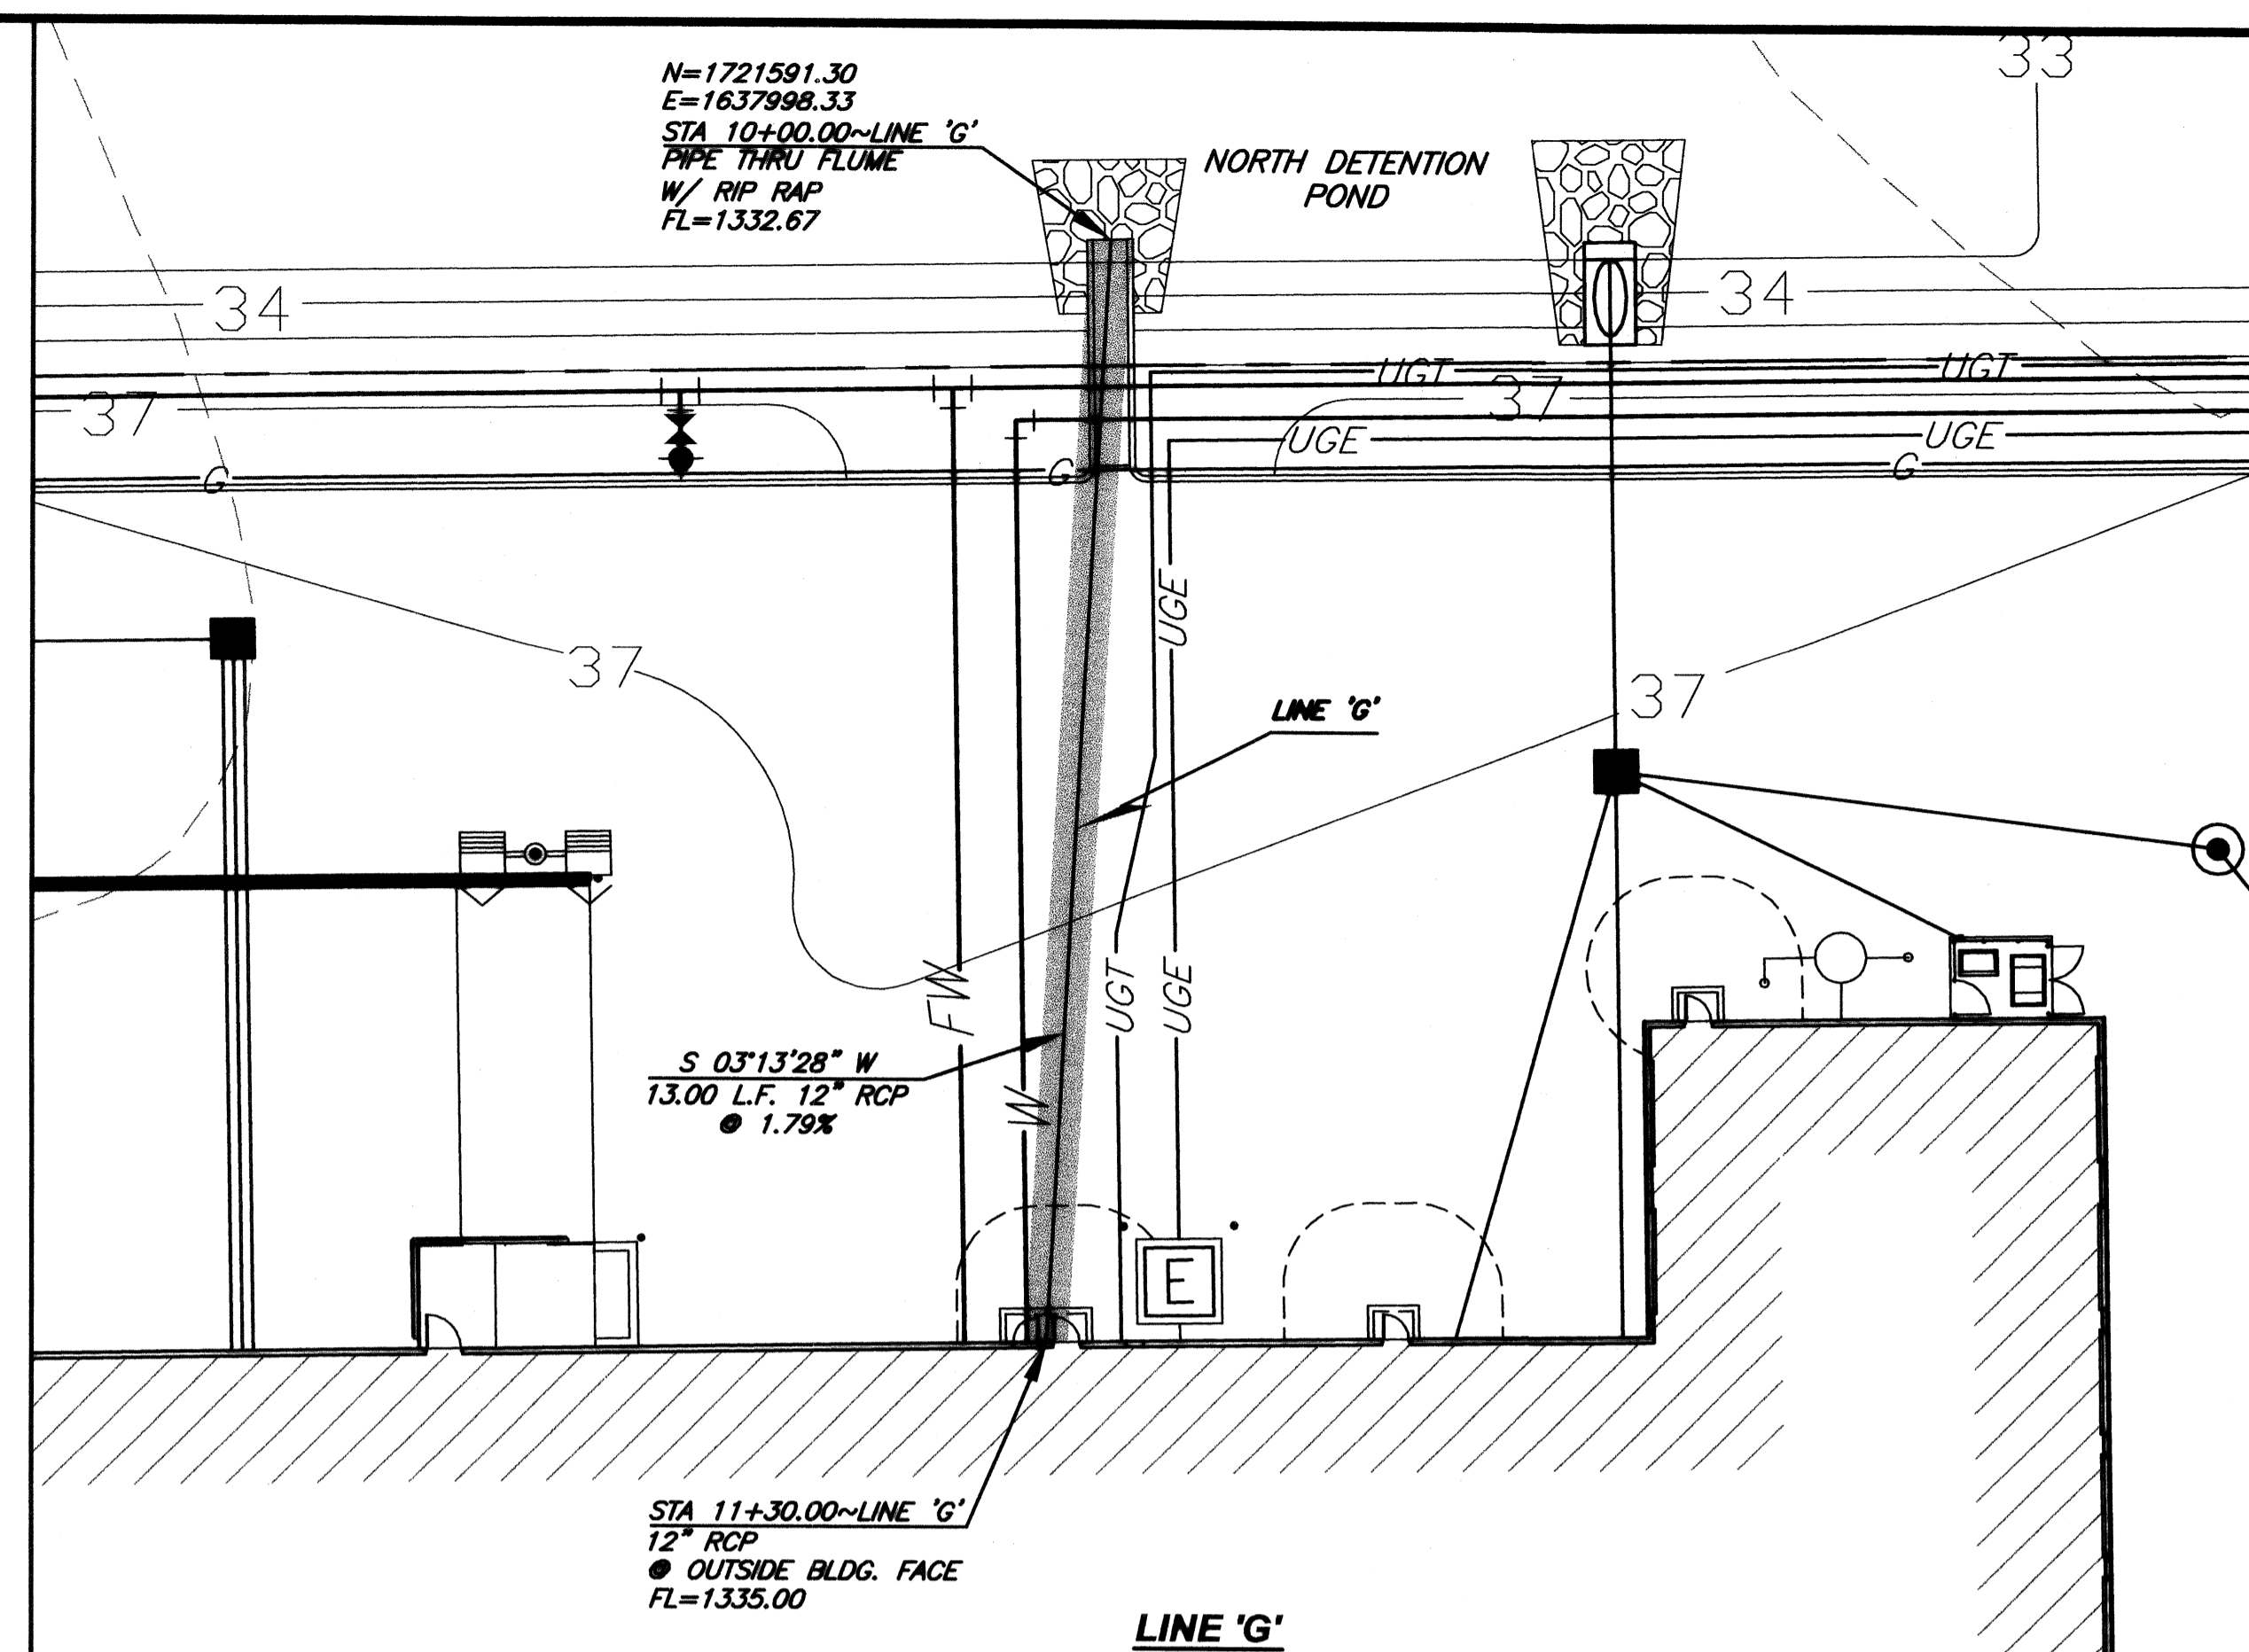 33
N=1721591.30
E=1637998.33
STA 10+00.00~LINE 'G'
PIPE THRU FLUME
W/ RIP RAP
FL=1332.67
NORTH DETENTION
POND
34
34
UGT
UGT
37
37
UGE
UGE
G
G
G
UGE
37
37
LINE 'G'
FW
UGT
UGE
S 03°13'28" W
13.00 L.F. 12" RCP
@ 1.79%
W
E
STA 11+30.00~LINE 'G'
12" RCP
@ OUTSIDE BLDG. FACE
FL=1335.00
LINE 'G'